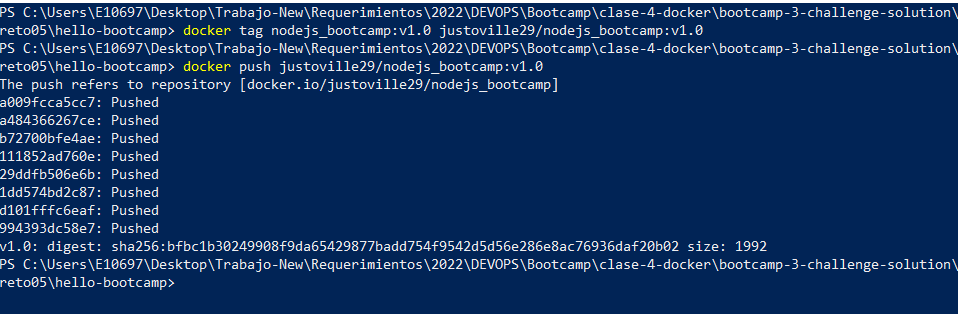 PS C:\Users\E10697\Desktop\Trabajo-New\Requerimientos\2022\DEVOPS\Bootcamp\clase-4-docker\bootcamp-3-challenge-solution\
reto05\hello-bootcamp> docker tag nodejs_bootcamp:v1.0 justoville29/nodejs_bootcamp:v1.0
PS C:\Users\E10697\Desktop\Trabajo-New\Requerimientos\2022\DEVOPS\Bootcamp\clase-4-docker\bootcamp-3-challenge-solution\
reto05\hello-bootcamp> docker push justoville29/nodejs_bootcamp:v1.0
The push refers to repository [docker.io/justoville29/nodejs_bootcamp]
a009fcca5cc7: Pushed
a484366267ce: Pushed
b72700bfe4ae: Pushed
111852ad760e: Pushed
29ddfb506e6b: Pushed
1dd574bd2c87: Pushed
d101fffc6eaf: Pushed
994393dc58e7: Pushed
v1.0: digest: sha256:bfbc1b30249908f9da65429877badd754f9542d5d56e286e8ac76936daf20b02 size: 1992
PS C:\Users\E10697\Desktop\Trabajo-New\Requerimientos\2022\DEVOPS\Bootcamp\clase-4-docker\bootcamp-3-challenge-solution\
reto05\hello-bootcamp>